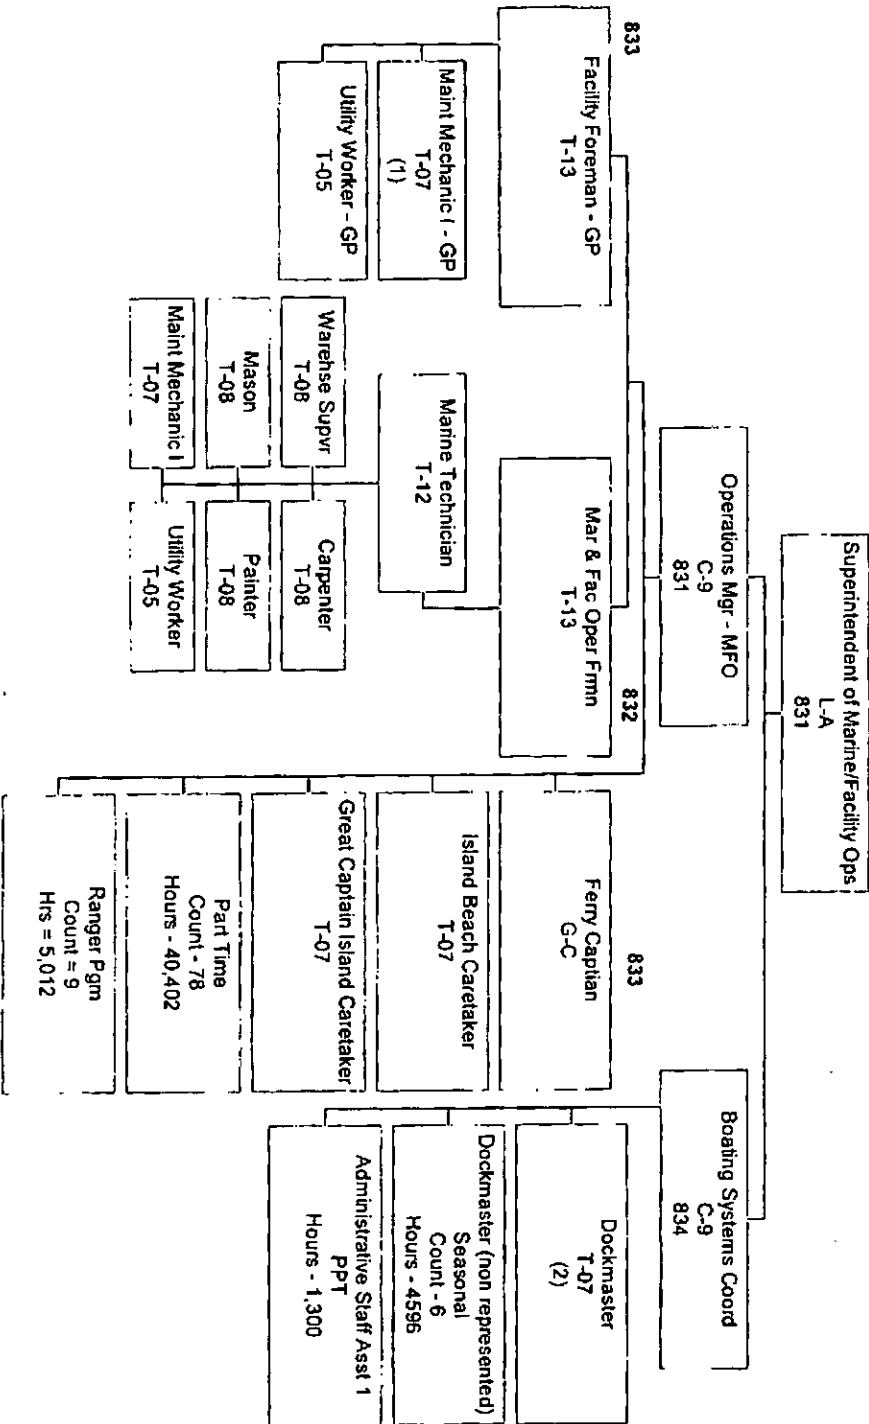 Superintendent of Marine/Facility Ops
L-A
831
Operations Mgr - MFO
C-9
831
Boating Systems Coord
C-9
834
833
Facility Foreman - GP
T-13
Mar & Fac Oper Frmn
T-13
832
Ferry Captian
G-C
833
Dockmaster
T-07
(2)
Maint Mechanic I - GP
T-07
(1)
Marine Technician
T-12
Island Beach Caretaker
T-07
Dockmaster (non represented)
Seasonal
Count - 6
Hours - 4596
Utility Worker - GP
T-05
Warehse Supvr
T-08
Carpenter
T-08
Great Captain Island Caretaker
T-07
Administrative Staff Asst 1
PPT
Hours - 1,300
Mason
T-08
Painter
T-08
Part Time
Count - 78
Hours - 40,402
Maint Mechanic I
T-07
Utility Worker
T-05
Ranger Pgm
Count = 9
Hrs = 5,012